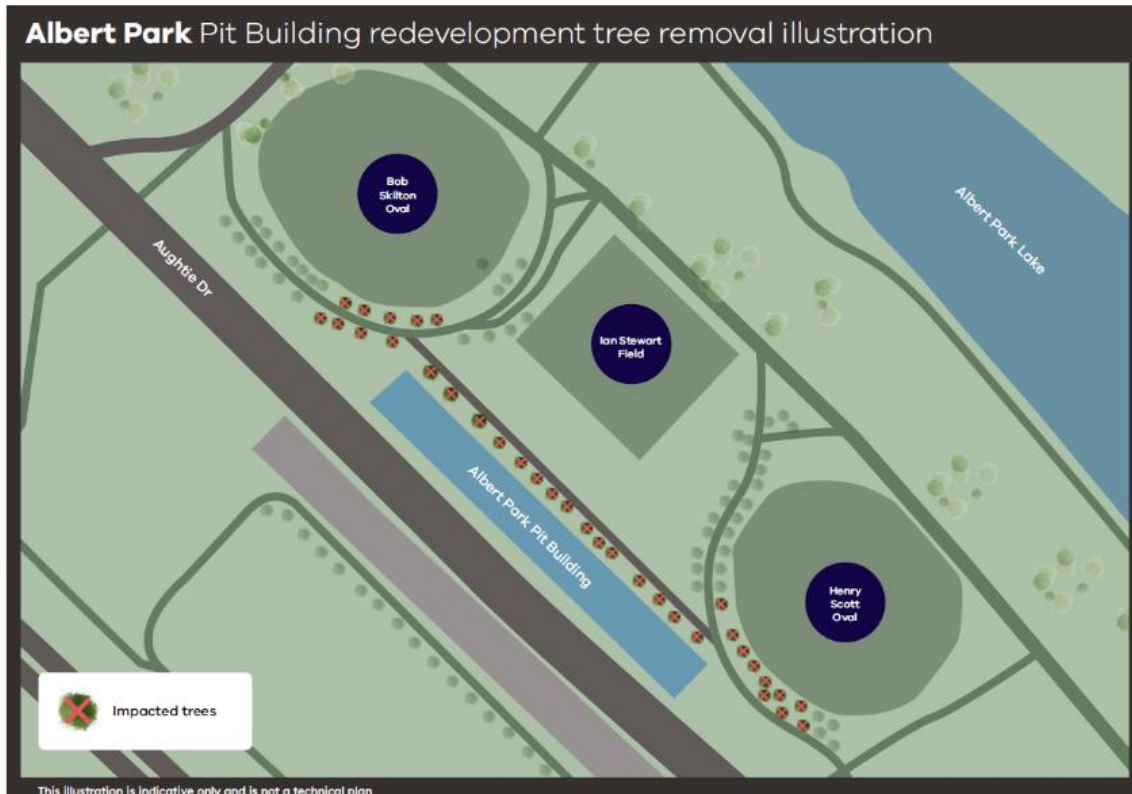 Albert Park Pit Building redevelopment tree removal illustration
Bob
Skilton
Oval
Aughtie Dr
Albert Park Lake
Ian Stewart
Field
Albert Park Pit Building
Henry
Scott
Oval
Impacted trees
This illustration is indicative only and is not a technical plan